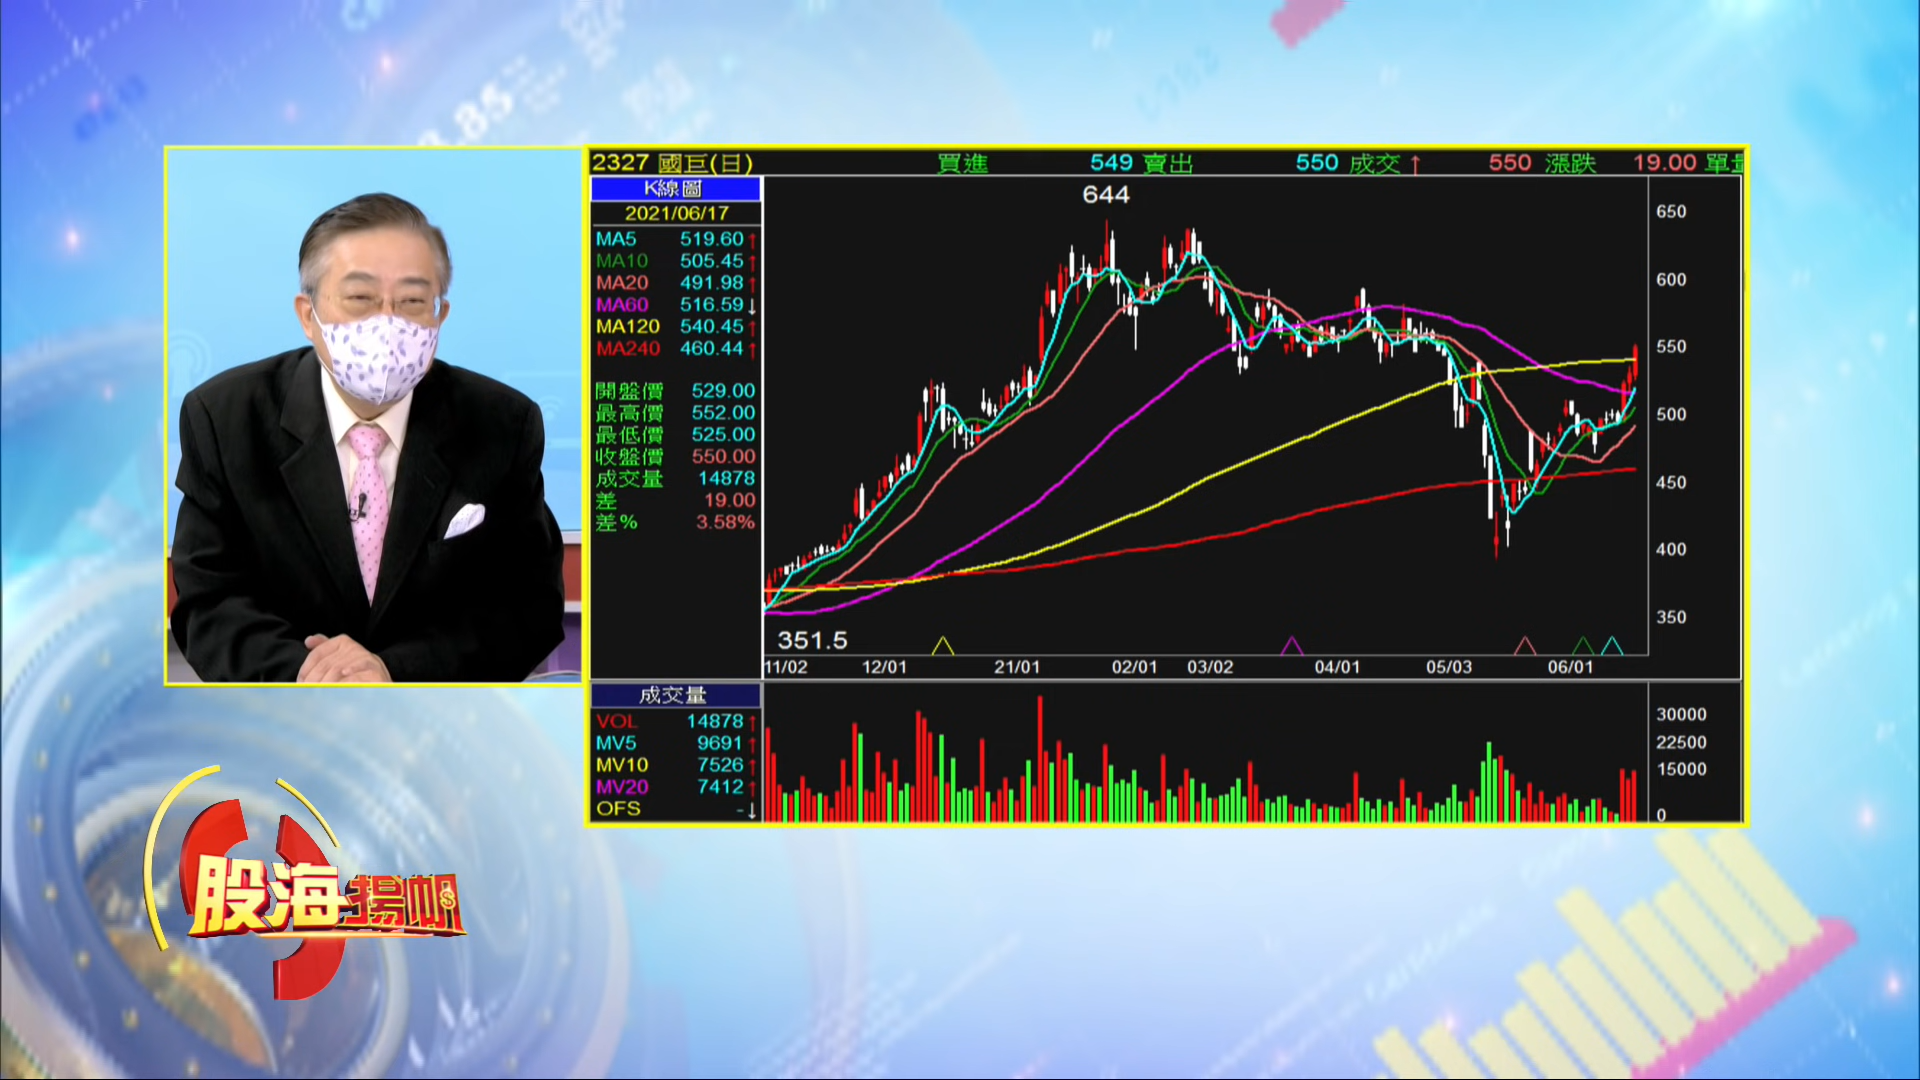 2327 國巨(日) 買進 549 賣出 550 成交↑ 550 漲跌 19.00 單量
K線圖
2021/06/17
MA5 519.60↑
MA10 505.45↑
MA20 491.98↑
MA60 516.59↓
MA120 540.45↑
MA240 460.44↑
開盤價 529.00
最高價 552.00
最低價 525.00
收盤價 550.00
成交量 14878
差 19.00
差% 3.58%
644
351.5
650
600
550
500
450
400
350
11/02 12/01 21/01 02/01 03/02 04/01 05/03 06/01
成交量
VOL 14878↑
MV5 9691↑
MV10 7526↑
MV20 7412↑
OFS -↓
30000
22500
15000
0
股海揚帆